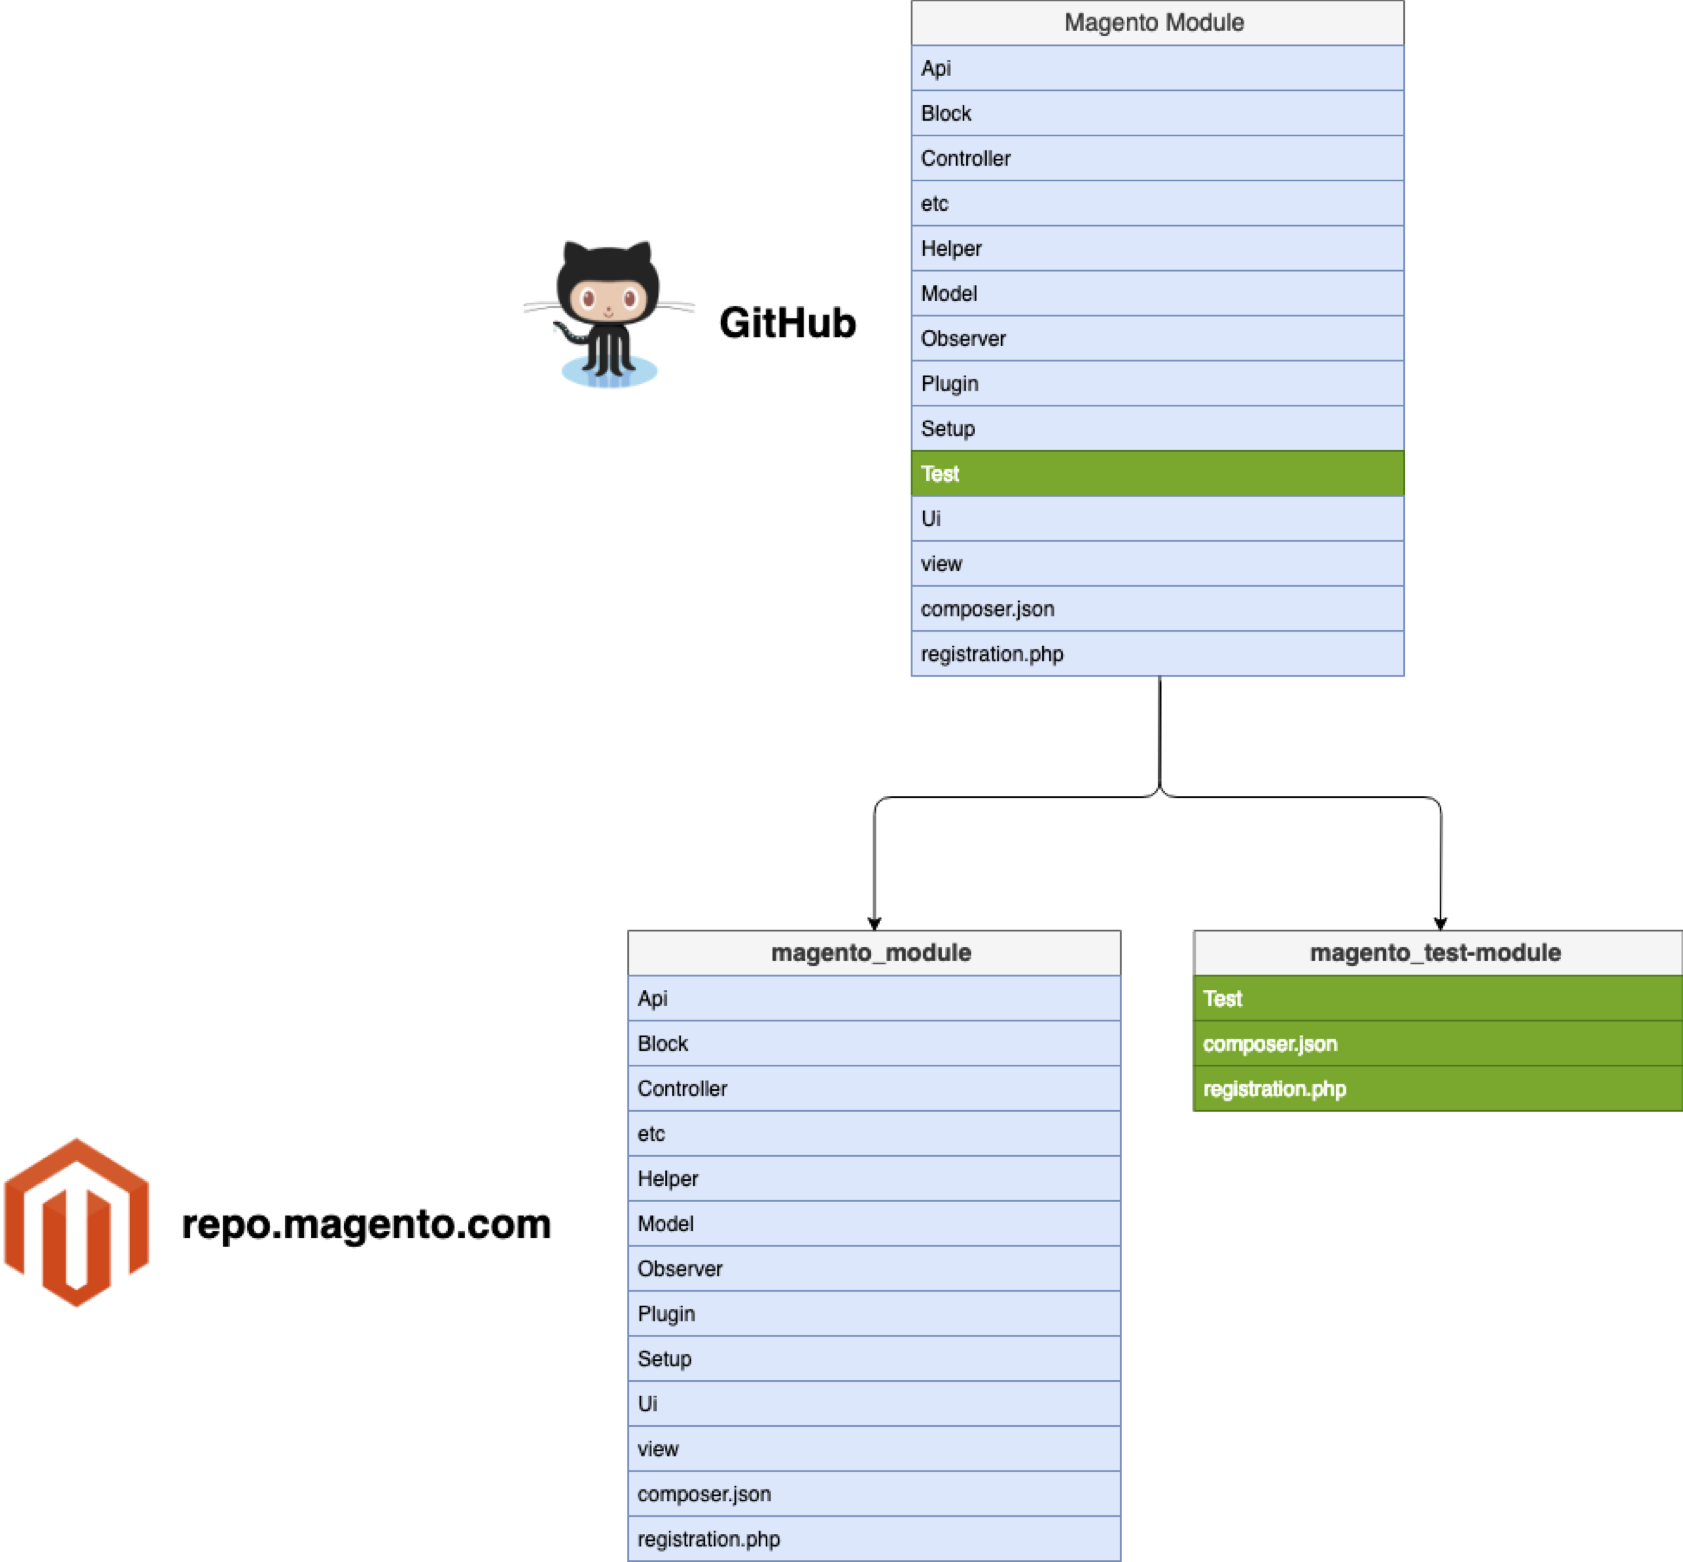 Magento Module
Api
Block
Controller
etc
Helper
Model
Observer
Plugin
Setup
Test
Ui
view
composer.json
registration.php
GitHub
magento_module
Api
Block
Controller
etc
Helper
Model
Observer
Plugin
Setup
Ui
view
composer.json
registration.php
magento_test-module
Test
composer.json
registration.php
repo.magento.com